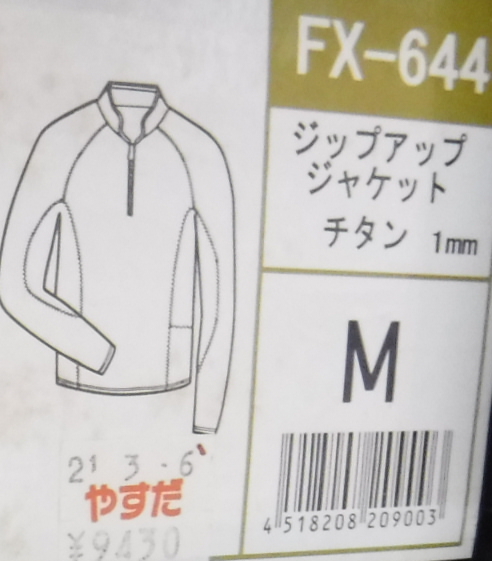 FX-644
ジップアップ
ジャケット
チタン 1mm
M
4 518208 209003
21 3 - 6
やすだ
¥9430